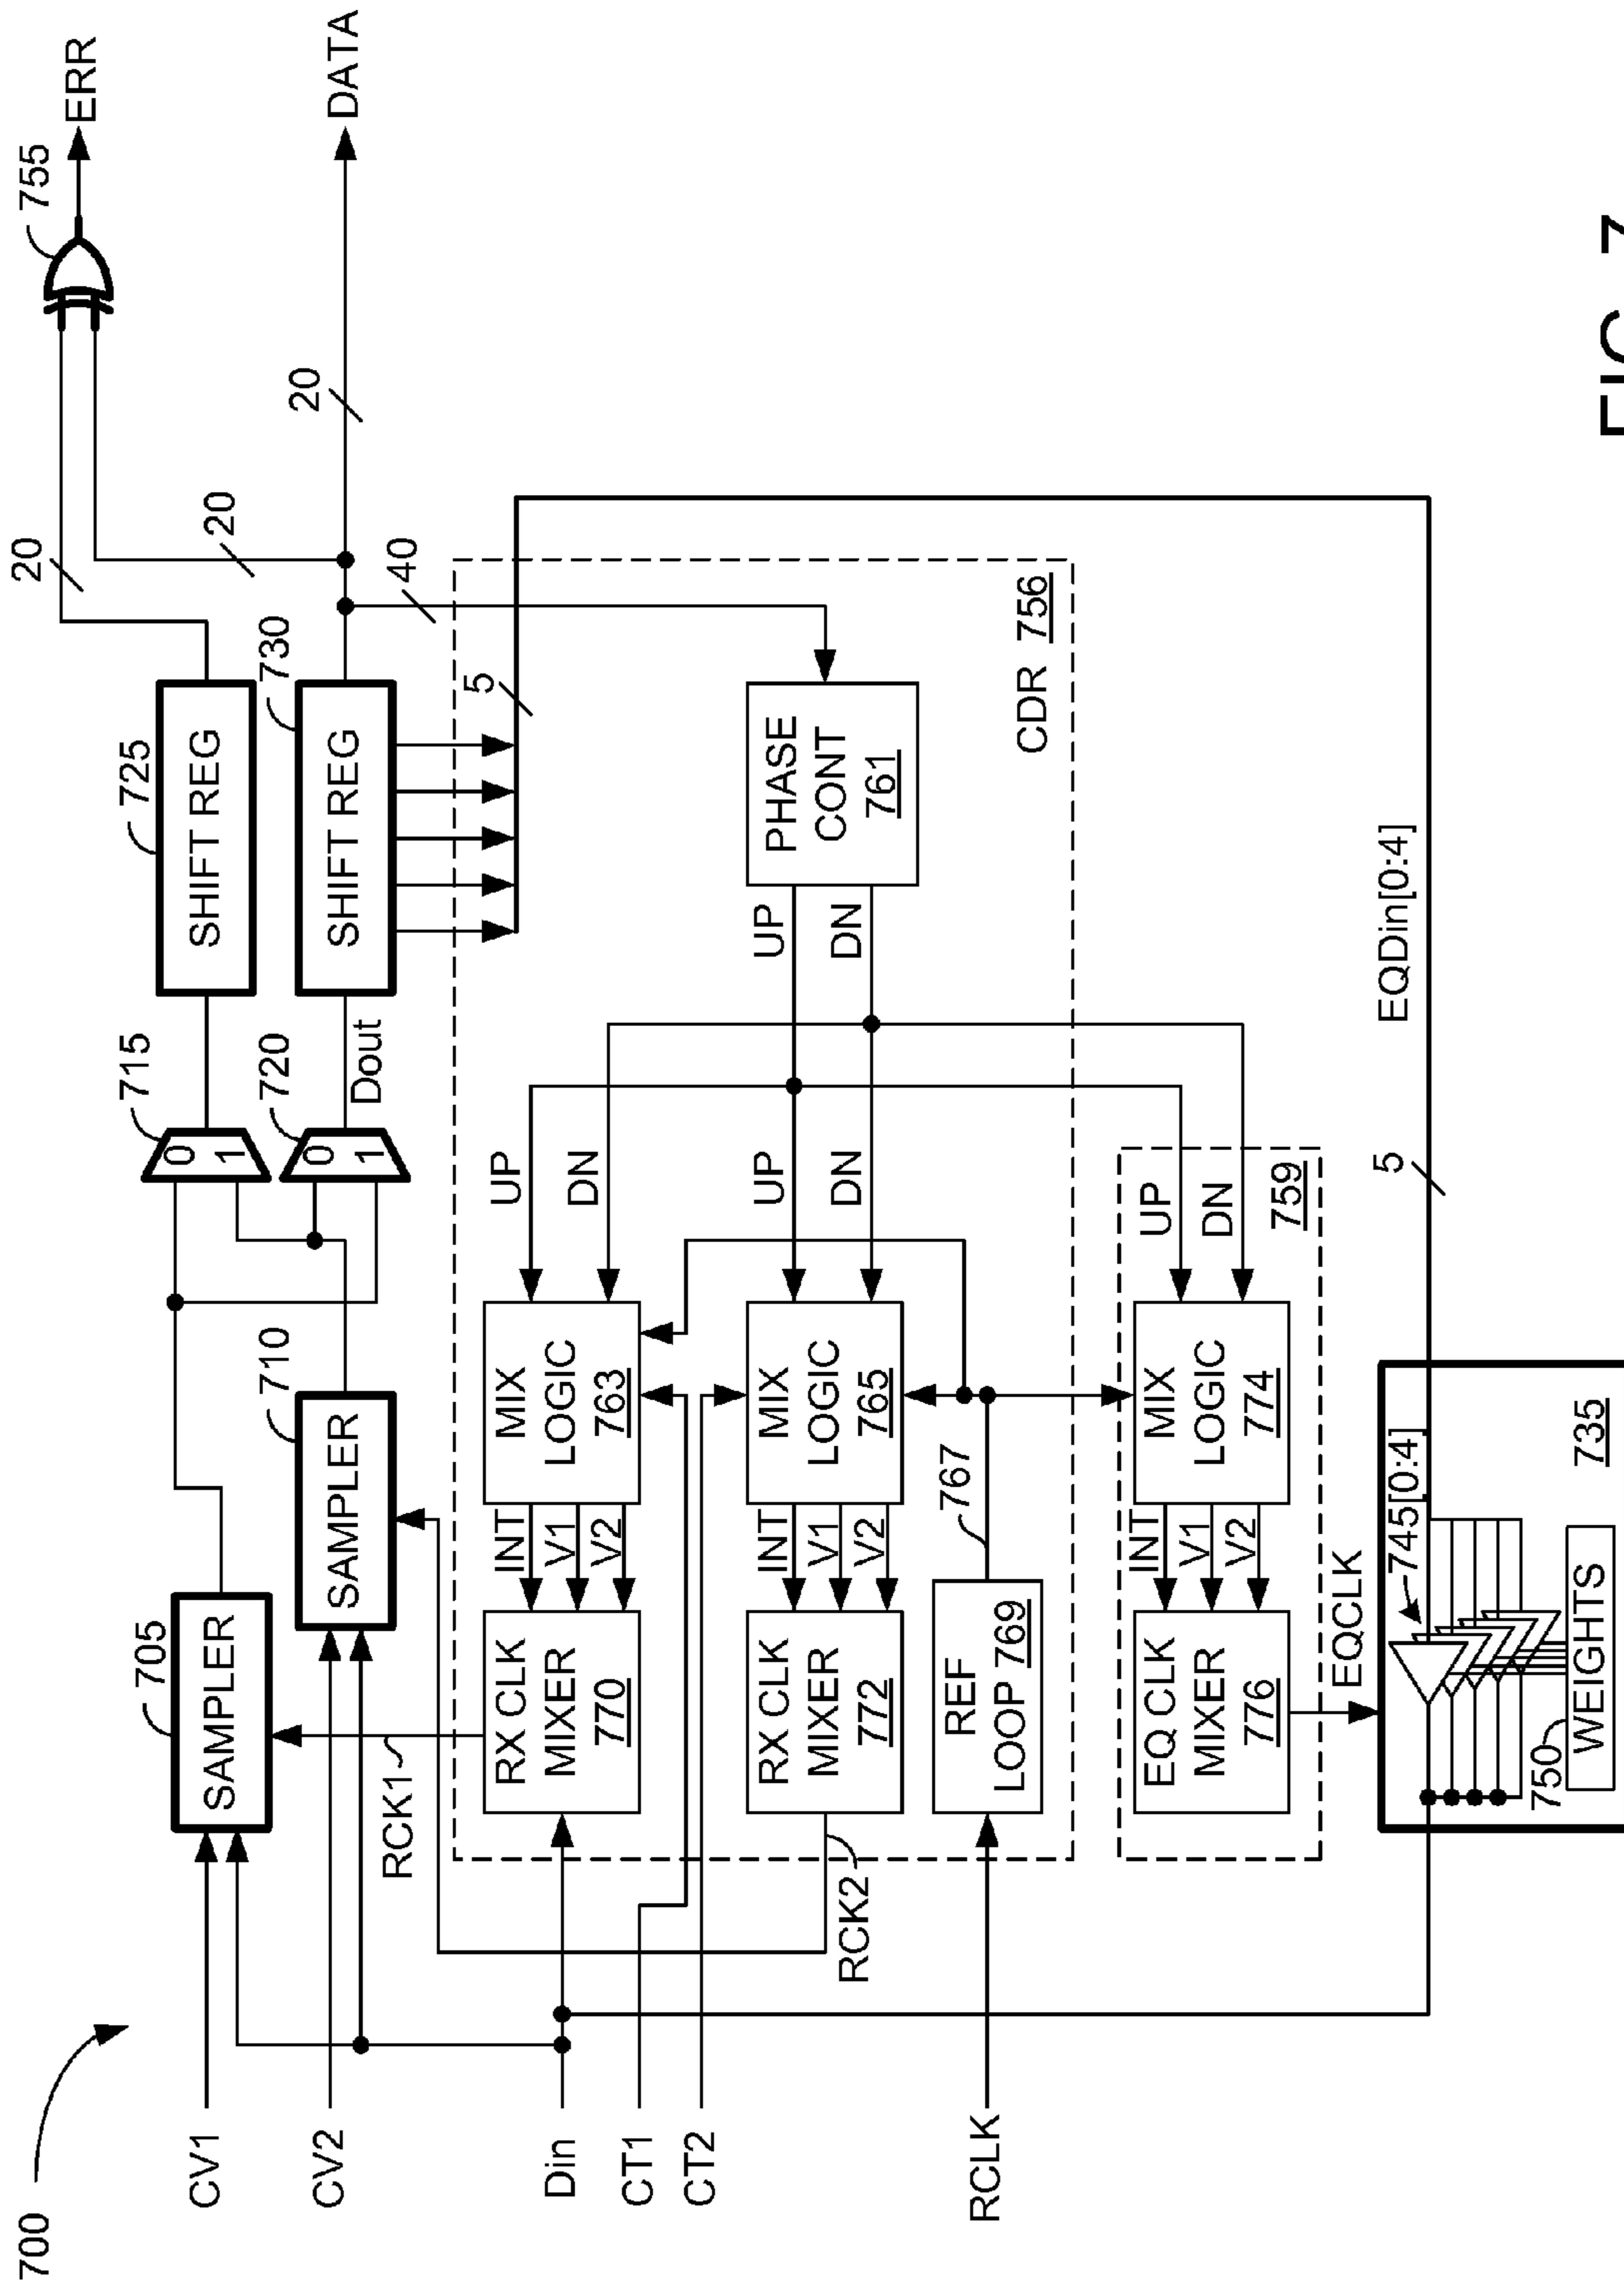 700
CV1
CV2
Din
CT1
CT2
RCLK
705
SAMPLER
710
SAMPLER
715
0
1
720
0
1
Dout
725
SHIFT REG
730
SHIFT REG
20
20
20
40
755
ERR
DATA
RCK1
RCK2
RX CLK
MIXER
770
INT
V1
V2
MIX
LOGIC
763
UP
DN
RX CLK
MIXER
772
INT
V1
V2
MIX
LOGIC
765
UP
DN
UP
DN
PHASE
CONT
761
5
CDR 756
REF
LOOP 769
767
EQ CLK
MIXER
776
INT
V1
V2
MIX
LOGIC
774
UP
DN
759
EQCLK
5
EQDin[0:4]
745[0:4]
750
WEIGHTS
735
FIG. 7